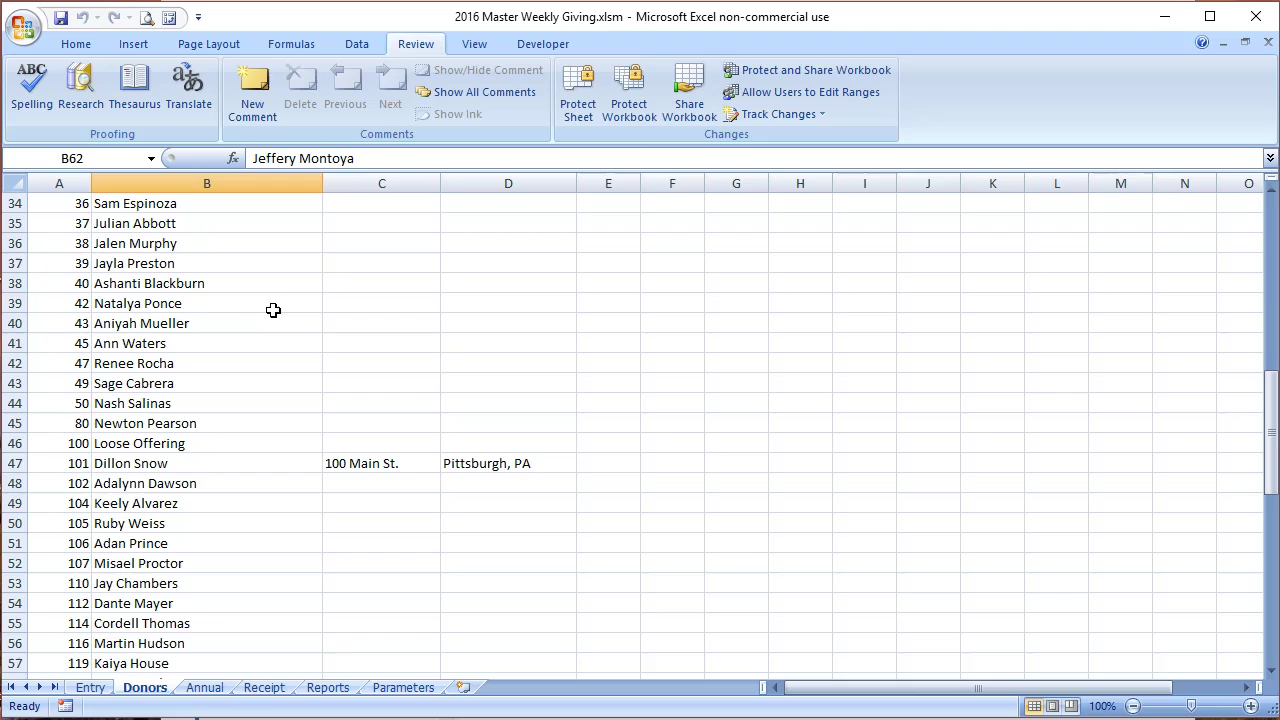 2016 Master Weekly Giving.xlsm - Microsoft Excel non-commercial use
Home Insert Page Layout Formulas Data Review View Developer
ABC
Spelling Research Thesaurus Translate
Proofing
New Comment Delete Previous Next
Show/Hide Comment
Show All Comments
Show Ink
Comments
Protect Sheet Protect Workbook Share Workbook
Protect and Share Workbook
Allow Users to Edit Ranges
Track Changes
Changes
B62 fx Jeffery Montoya
A B C D E F G H I J K L M N O
34 36 Sam Espinoza
35 37 Julian Abbott
36 38 Jalen Murphy
37 39 Jayla Preston
38 40 Ashanti Blackburn
39 42 Natalya Ponce
40 43 Aniyah Mueller
41 45 Ann Waters
42 47 Renee Rocha
43 49 Sage Cabrera
44 50 Nash Salinas
45 80 Newton Pearson
46 100 Loose Offering
47 101 Dillon Snow 100 Main St. Pittsburgh, PA
48 102 Adalynn Dawson
49 104 Keely Alvarez
50 105 Ruby Weiss
51 106 Adan Prince
52 107 Misael Proctor
53 110 Jay Chambers
54 112 Dante Mayer
55 114 Cordell Thomas
56 116 Martin Hudson
57 119 Kaiya House
Entry Donors Annual Receipt Reports Parameters
Ready 100%